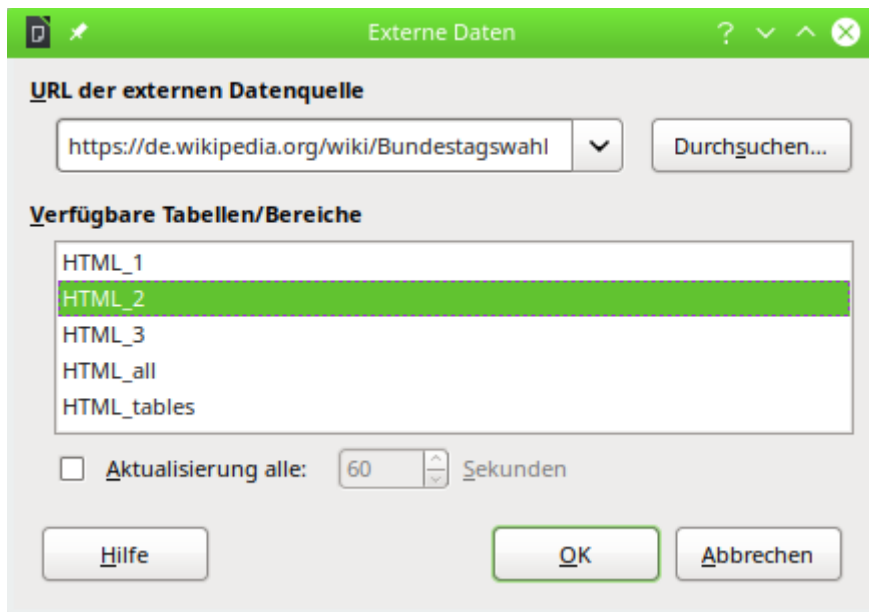 Externe Daten
URL der externen Datenquelle
https://de.wikipedia.org/wiki/Bundestagswahl
Durchsuchen...
Verfügbare Tabellen/Bereiche
HTML_1
HTML_2
HTML_3
HTML_all
HTML_tables
Aktualisierung alle: 60 Sekunden
Hilfe OK Abbrechen